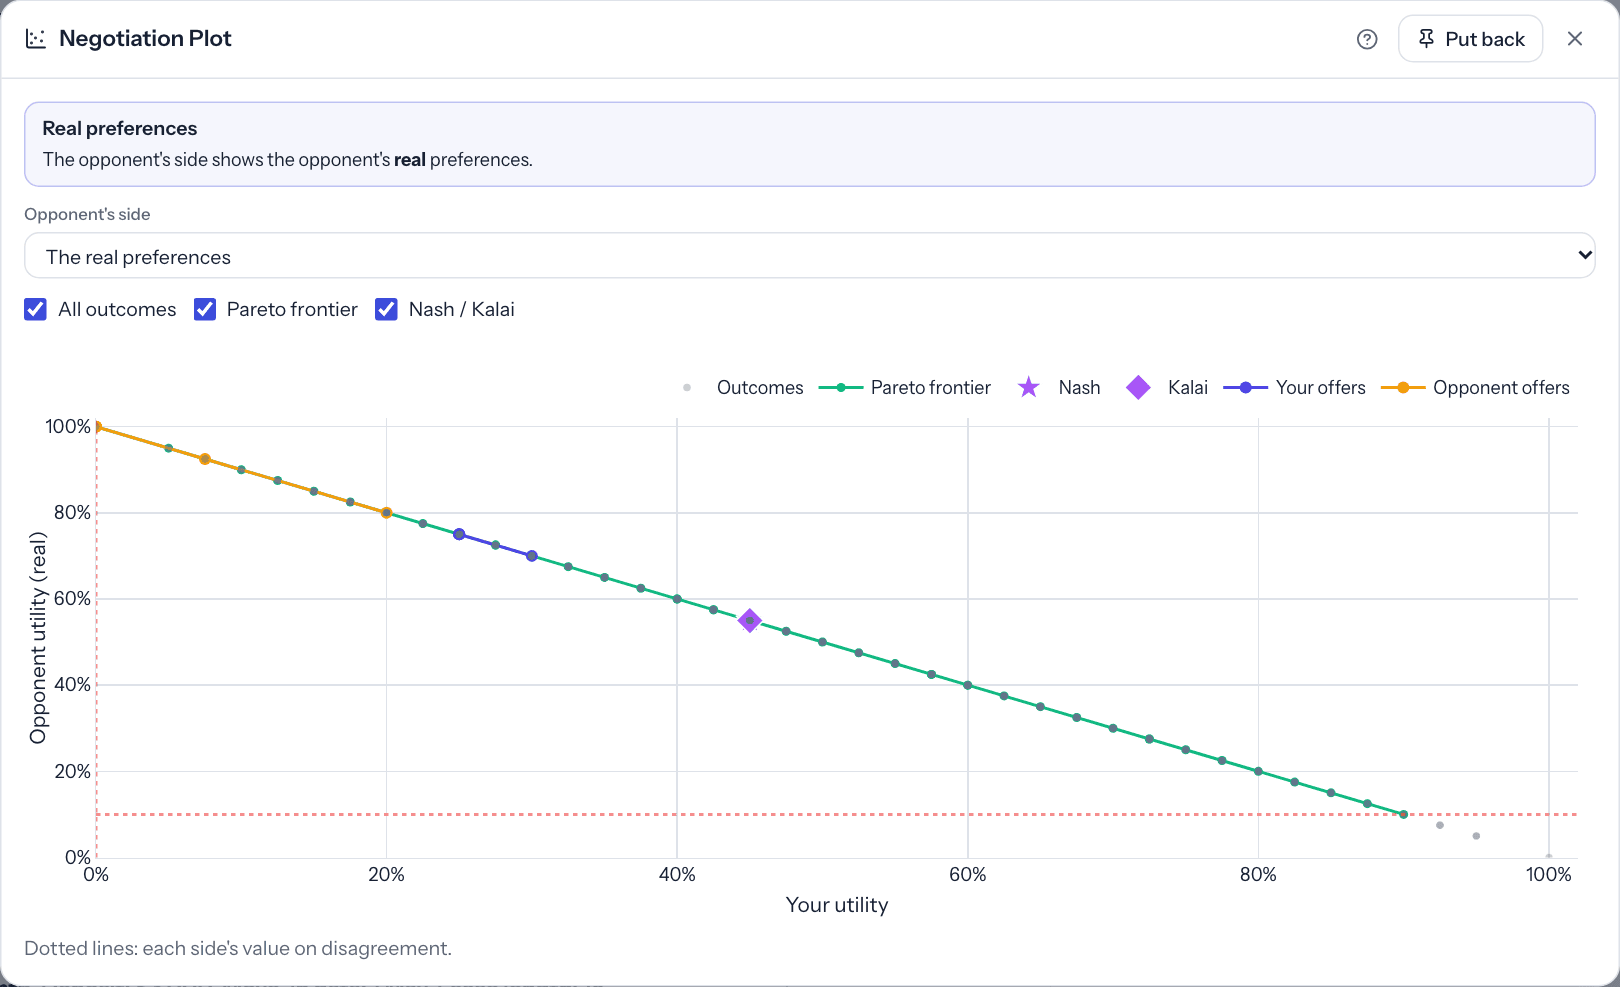 Negotiation Plot
Put back
Real preferences
The opponent's side shows the opponent's real preferences.
Opponent's side
The real preferences
All outcomes
Pareto frontier
Nash / Kalai
Outcomes
Pareto frontier
Nash
Kalai
Your offers
Opponent offers
100%
80%
60%
40%
20%
0%
Opponent utility (real)
0%
20%
40%
60%
80%
100%
Your utility
Dotted lines: each side's value on disagreement.